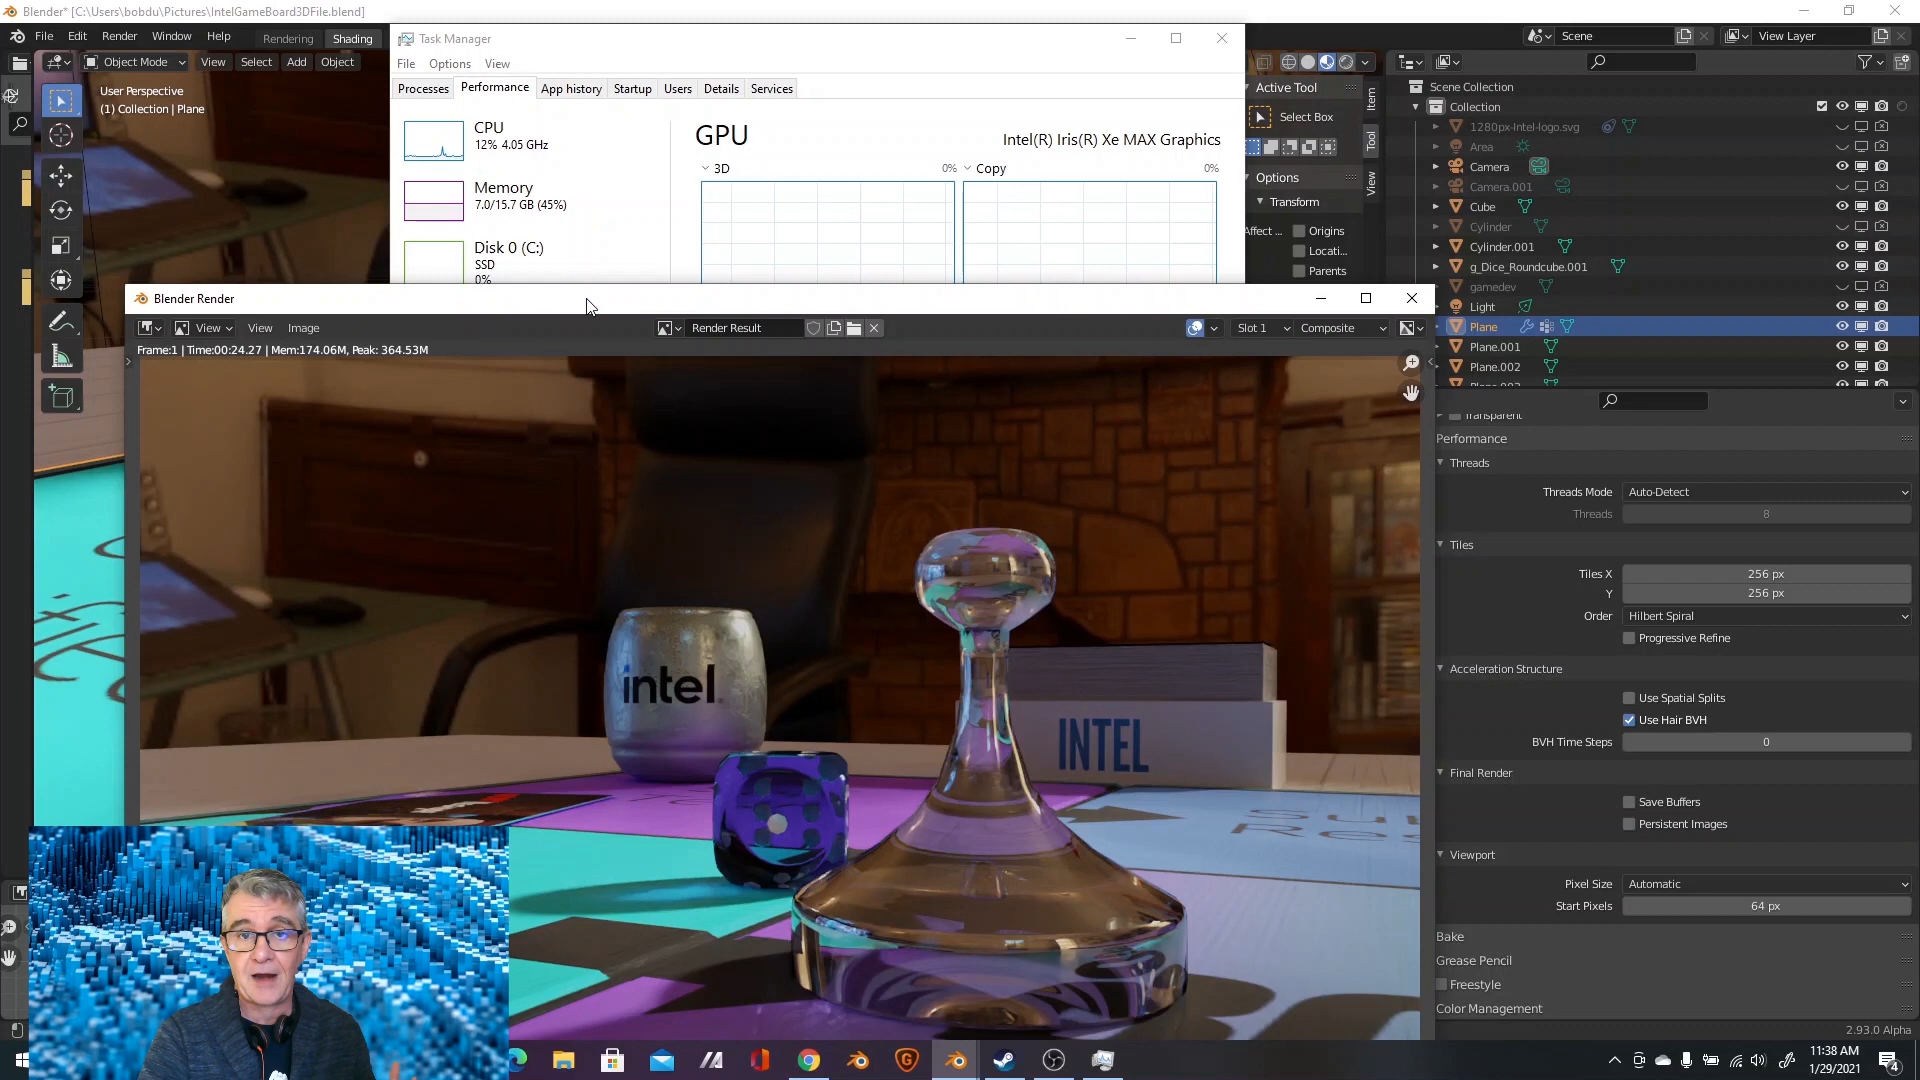 Blender* [C:\Users\bobdu\Pictures\IntelGameBoard3DFile.blend]
File Edit Render Window Help Rendering Shading
Scene View Layer
Object Mode View Select Add Object
User Perspective
(1) Collection | Plane
Task Manager
File Options View
Processes Performance App history Startup Users Details Services
CPU
12% 4.05 GHz
Memory
7.0/15.7 GB (45%)
Disk 0 (C:)
SSD
0%
GPU
Intel(R) Iris(R) Xe MAX Graphics
3D 0%
Copy 0%
Active Tool
Select Box
Options
Transform
Affect ... Origins
Locati...
Parents
Item
Tool
View
Scene Collection
Collection
1280px-Intel-logo.svg
Area
Camera
Camera.001
Cube
Cylinder
Cylinder.001
g_Dice_Roundcube.001
gamedev
Light
Plane
Plane.001
Plane.002
Blender Render
View View Image
Render Result
Slot 1 Composite
Frame:1 | Time:00:24.27 | Mem:174.06M, Peak: 364.53M
intel
INTEL
Transparent
Performance
Threads
Threads Mode Auto-Detect
Threads 8
Tiles
Tiles X 256 px
Y 256 px
Order Hilbert Spiral
Progressive Refine
Acceleration Structure
Use Spatial Splits
Use Hair BVH
BVH Time Steps 0
Final Render
Save Buffers
Persistent Images
Viewport
Pixel Size Automatic
Start Pixels 64 px
Bake
Grease Pencil
Freestyle
Color Management
2.93.0 Alpha
11:38 AM
1/29/2021
4